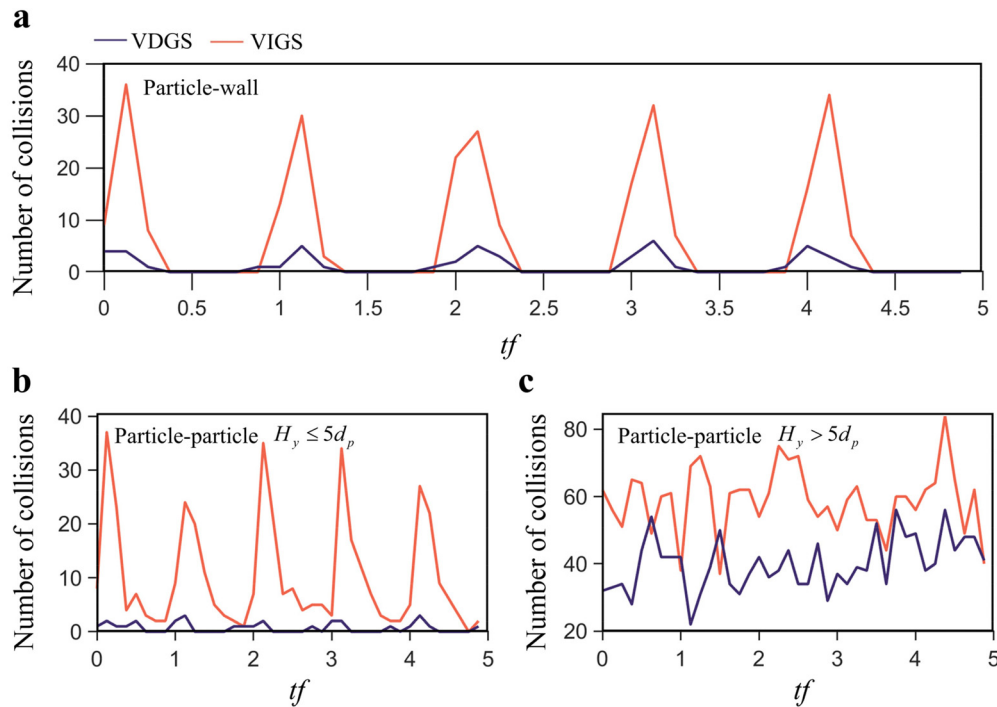 a
VDGS VIGS
Particle-wall
Number of collisions
40
30
20
10
0
0 0.5 1 1.5 2 2.5 3 3.5 4 4.5 5
tf
b
Particle-particle H_y ≤ 5d_p
Number of collisions
40
30
20
10
0
0 1 2 3 4 5
tf
c
Particle-particle H_y > 5d_p
Number of collisions
80
60
40
20
0 1 2 3 4 5
tf